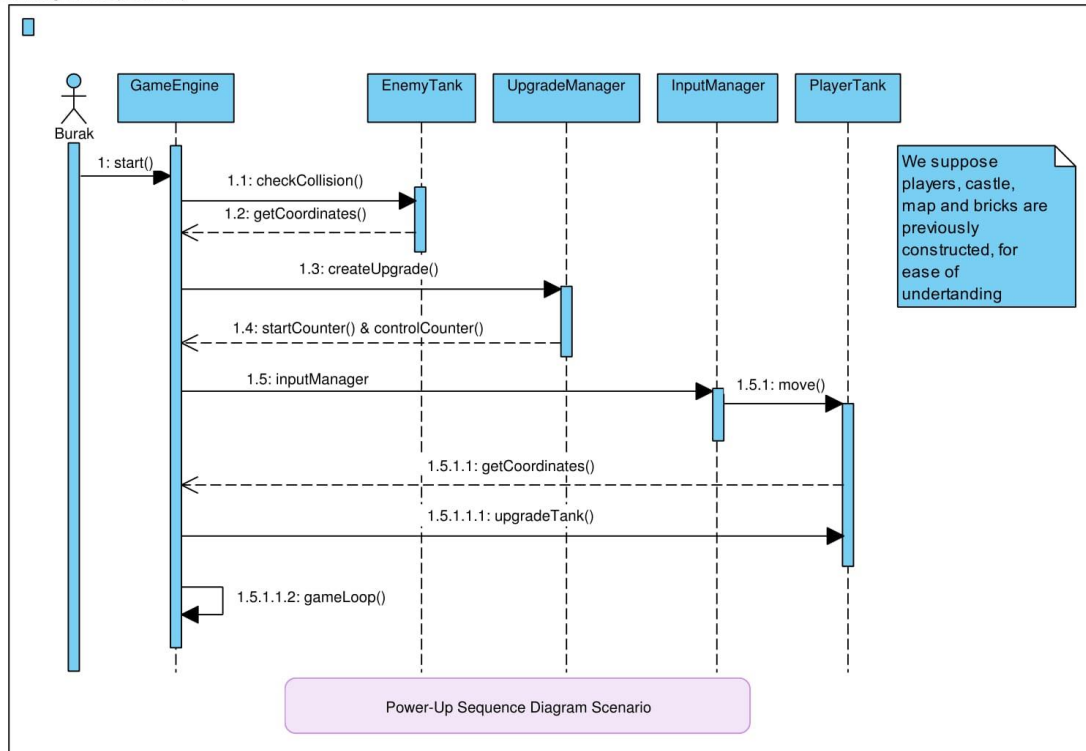 GameEngine
EnemyTank
UpgradeManager
InputManager
PlayerTank
Burak
1: start()
1.1: checkCollision()
1.2: getCoordinates()
1.3: createUpgrade()
1.4: startCounter() & controlCounter()
1.5: inputManager
1.5.1: move()
1.5.1.1: getCoordinates()
1.5.1.1.1: upgradeTank()
1.5.1.1.2: gameLoop()
We suppose
players, castle,
map and bricks are
previously
constructed, for
ease of
undertanding
Power-Up Sequence Diagram Scenario